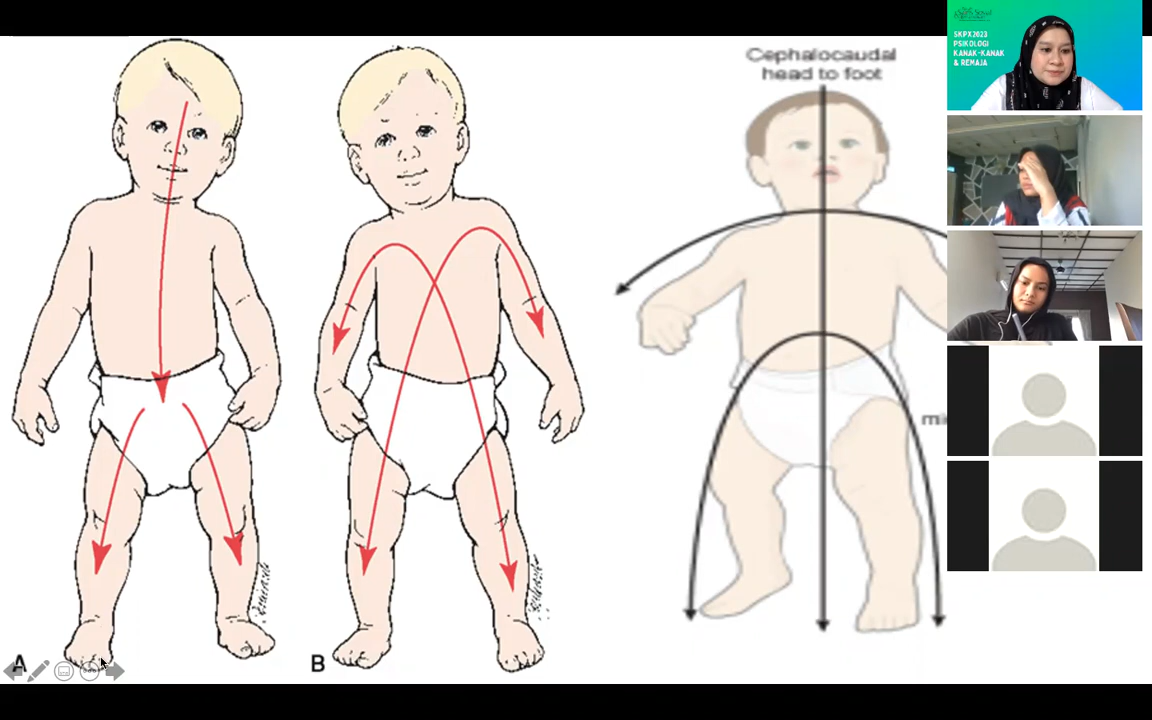 Cephalocaudal
head to foot
A
B
SKPX2023
PSIKOLOGI
KANAK-KANAK
& REMAJA